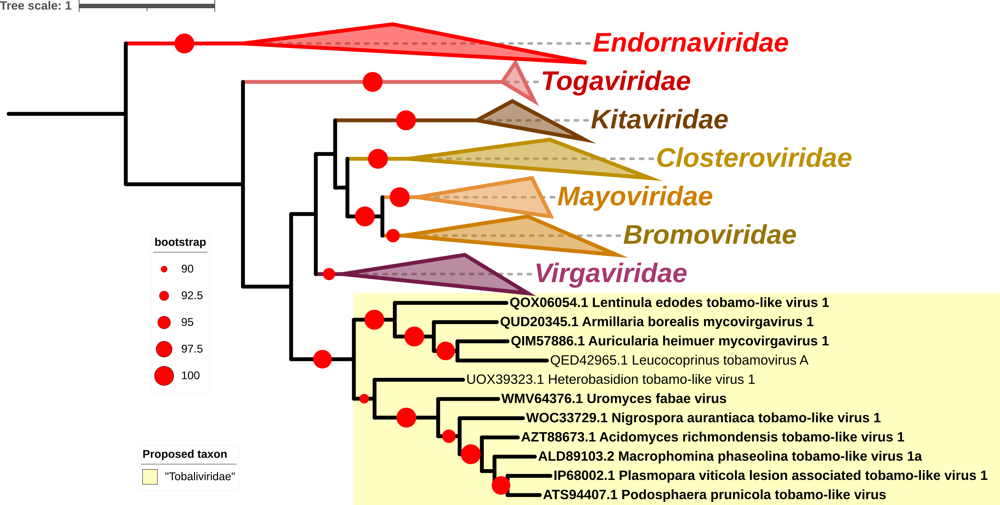 Tree scale: 1
Endornaviridae
Togaviridae
Kitaviridae
Closteroviridae
Mayoviridae
Bromoviridae
Virgaviridae
bootstrap
90
92.5
95
97.5
100
QOX06054.1 Lentinula edodes tobamo-like virus 1
QUD20345.1 Armillaria borealis mycovirgavirus 1
QIM57886.1 Auricularia heimuer mycovirgavirus 1
QED42965.1 Leucocoprinus tobamovirus A
UOX39323.1 Heterobasidion tobamo-like virus 1
WMV64376.1 Uromyces fabae virus
WOC33729.1 Nigrospora aurantiaca tobamo-like virus 1
AZT88673.1 Acidomyces richmondensis tobamo-like virus 1
ALD89103.2 Macrophomina phaseolina tobamo-like virus 1a
IP68002.1 Plasmopara viticola lesion associated tobamo-like virus 1
ATS94407.1 Podosphaera prunicola tobamo-like virus
Proposed taxon
"Tobaliviridae"